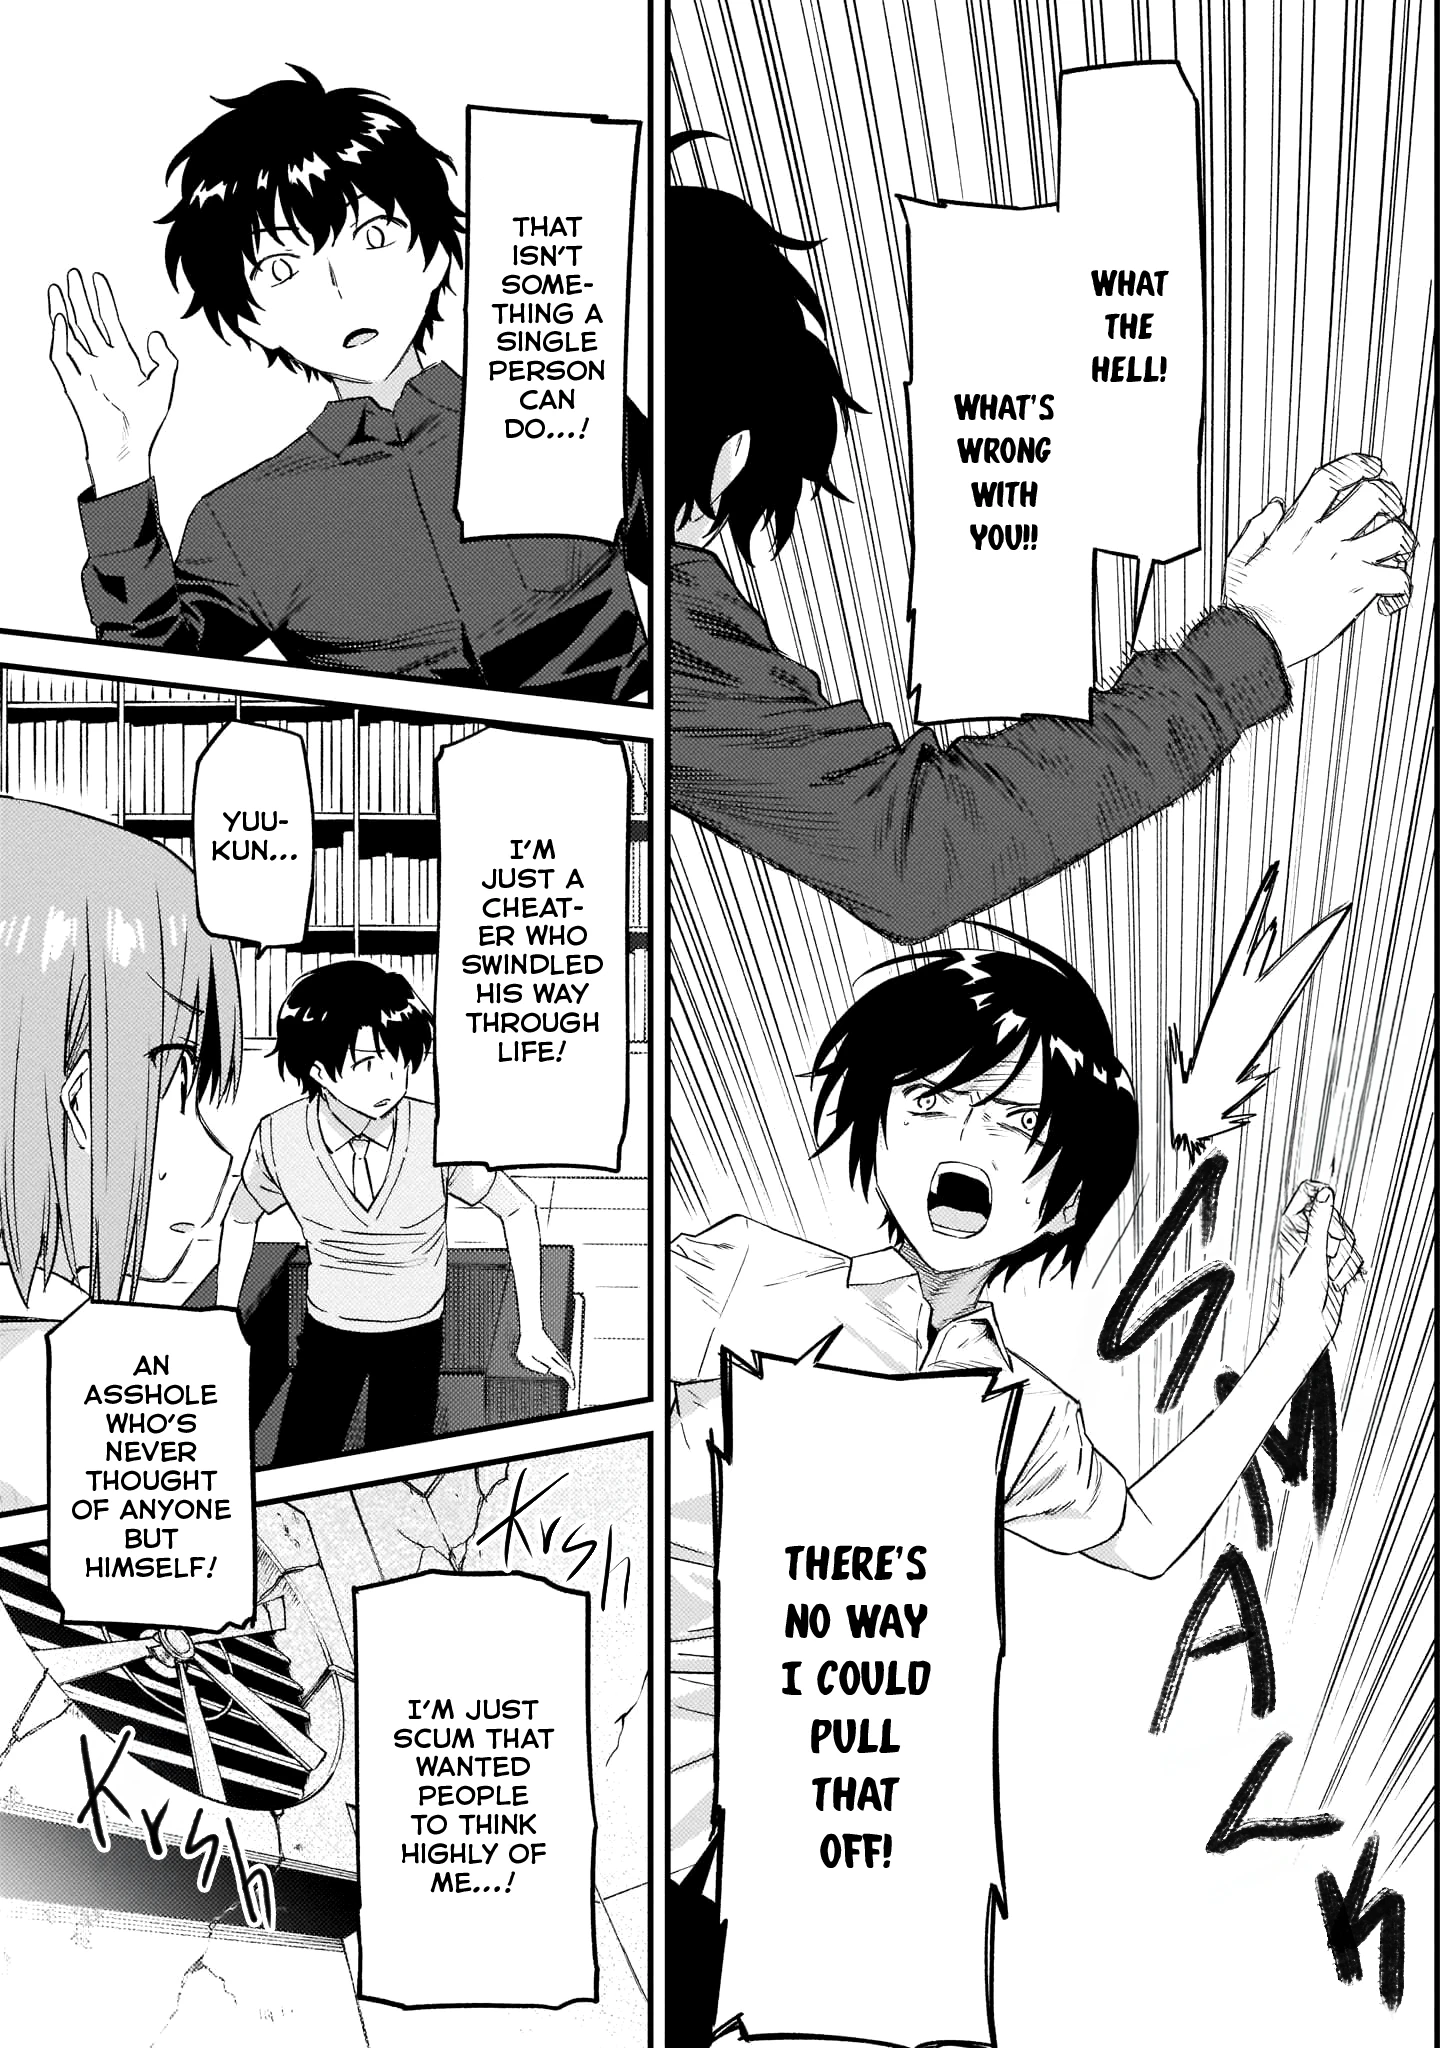 WHAT
THE
HELL!
WHAT'S
WRONG
WITH
YOU!!
SMACK
THERE'S
NO WAY
I COULD
PULL
THAT
OFF!
THAT
ISN'T
SOME-
THING A
SINGLE
PERSON
CAN
DO...!
I'M
JUST A
CHEAT-
ER WHO
SWINDLED
HIS WAY
THROUGH
LIFE!
YUU-
KUN...
AN
ASSHOLE
WHO'S
NEVER
THOUGHT
OF ANYONE
BUT
HIMSELF!
Krsh
I'M JUST
SCUM THAT
WANTED
PEOPLE
TO THINK
HIGHLY OF
ME...!
Krsh